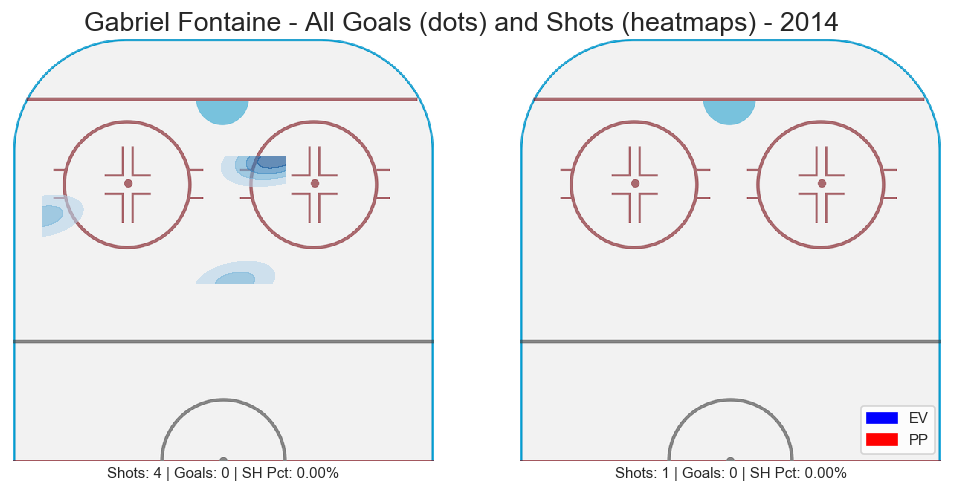 Gabriel Fontaine - All Goals (dots) and Shots (heatmaps) - 2014
EV
PP
Shots: 4 | Goals: 0 | SH Pct: 0.00%
Shots: 1 | Goals: 0 | SH Pct: 0.00%